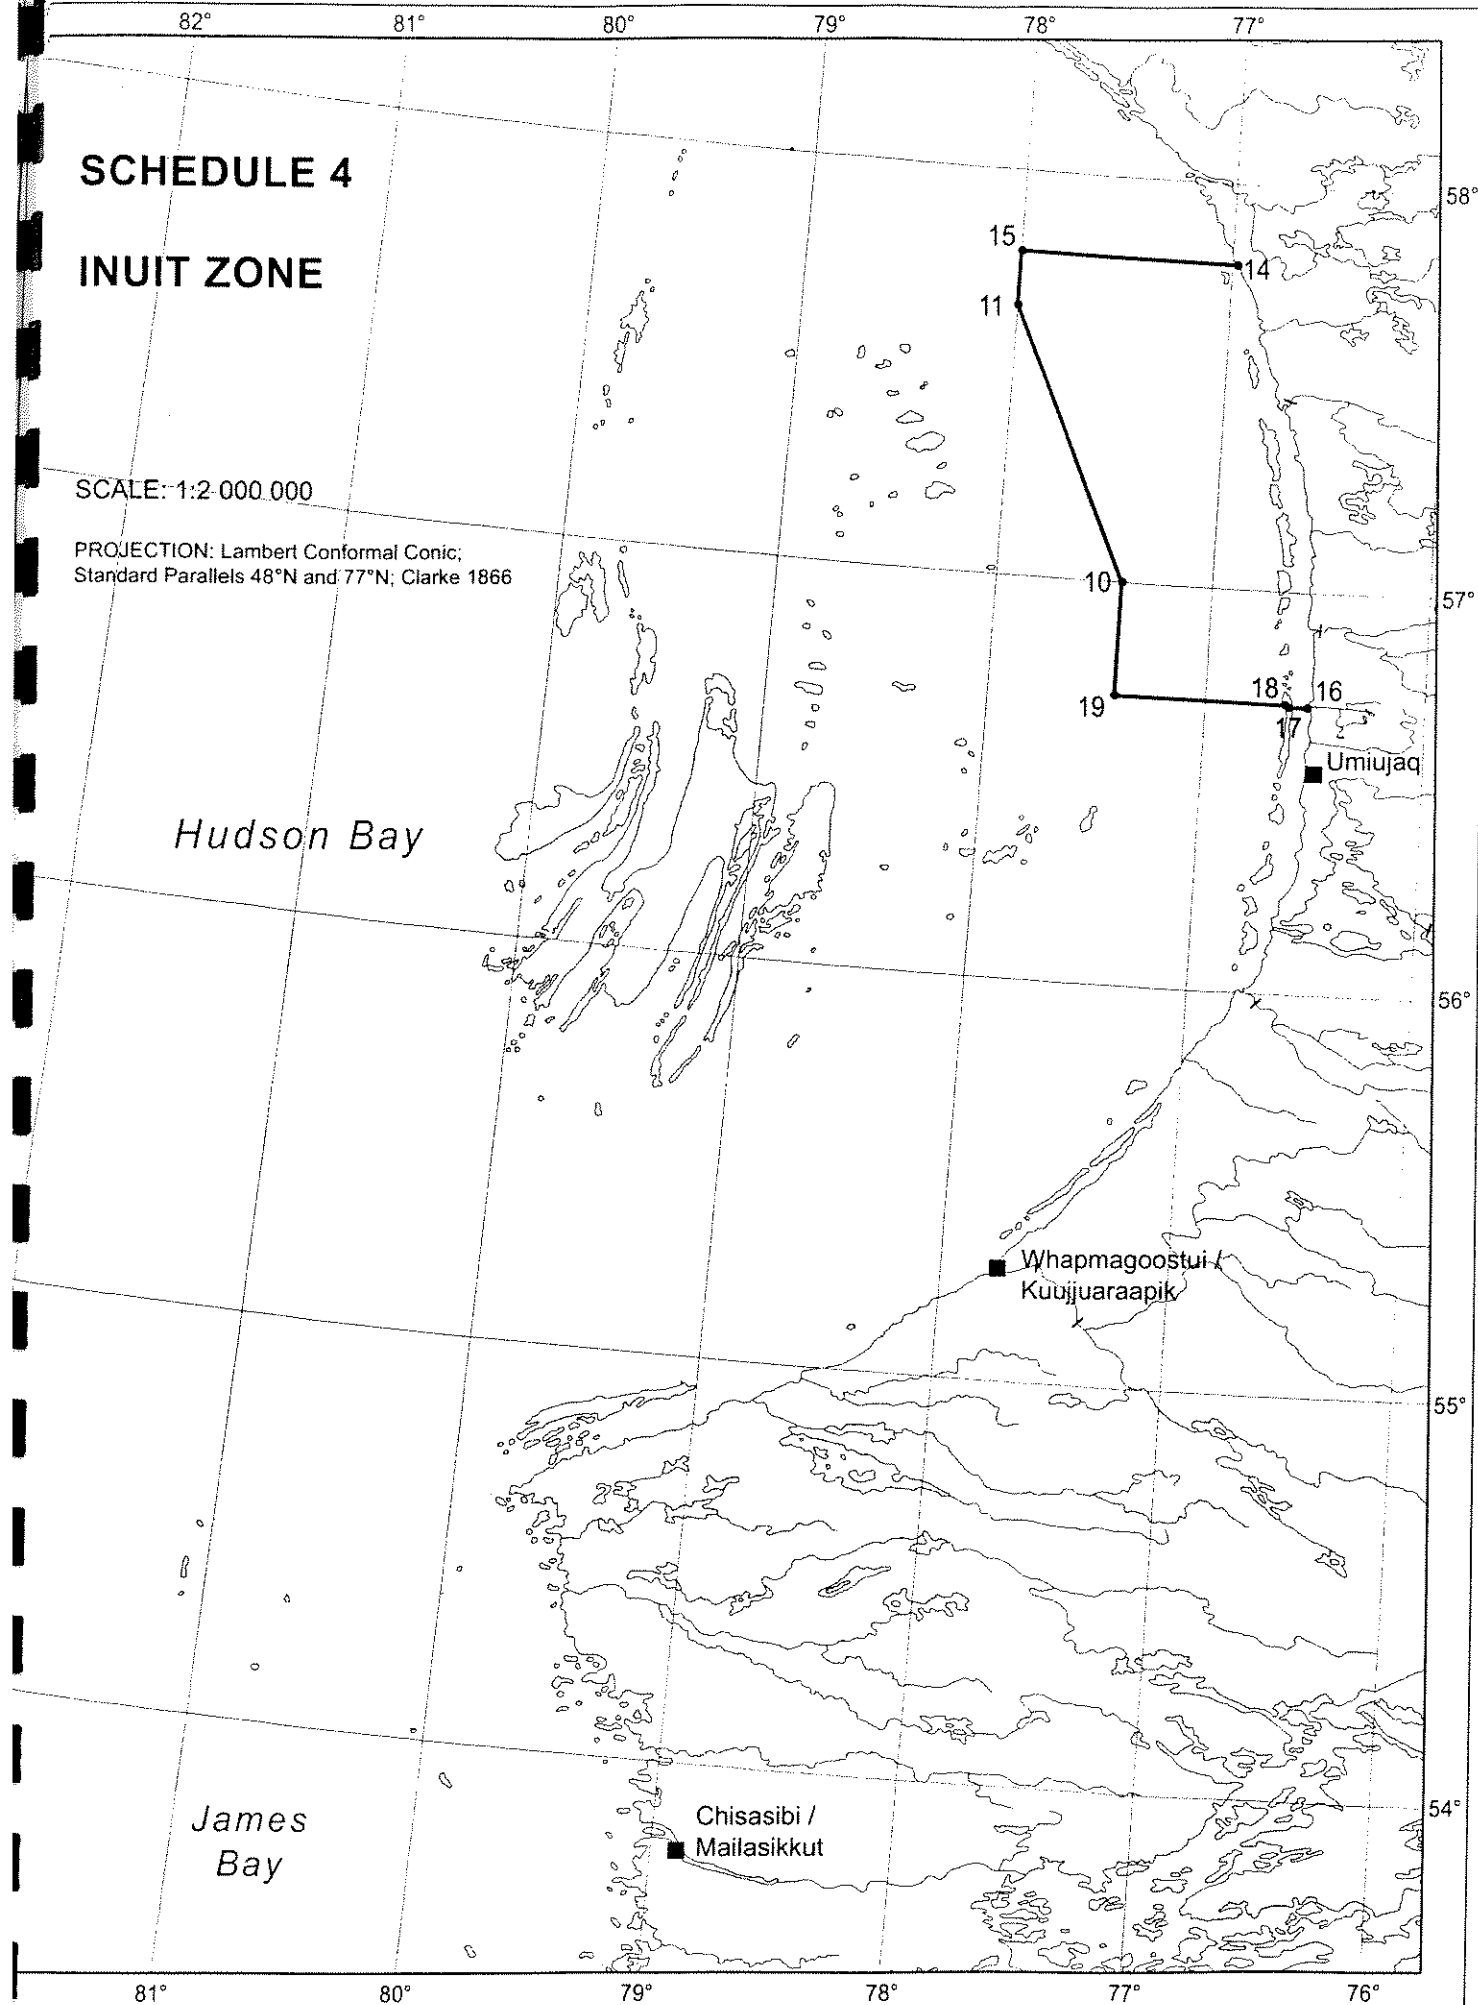 82° 81° 80° 79° 78° 77°
SCHEDULE 4
58°
15
INUIT ZONE
14
11
SCALE: 1:2 000 000
PROJECTION: Lambert Conformal Conic;
Standard Parallels 48°N and 77°N; Clarke 1866
10
57°
18 16
19
17
Umiujaq
Hudson Bay
56°
Whapmagoostui /
Kuujjuaraapik
55°
54°
James
Bay
Chisasibi /
Mailasikkut
81° 80° 79° 78° 77° 76°